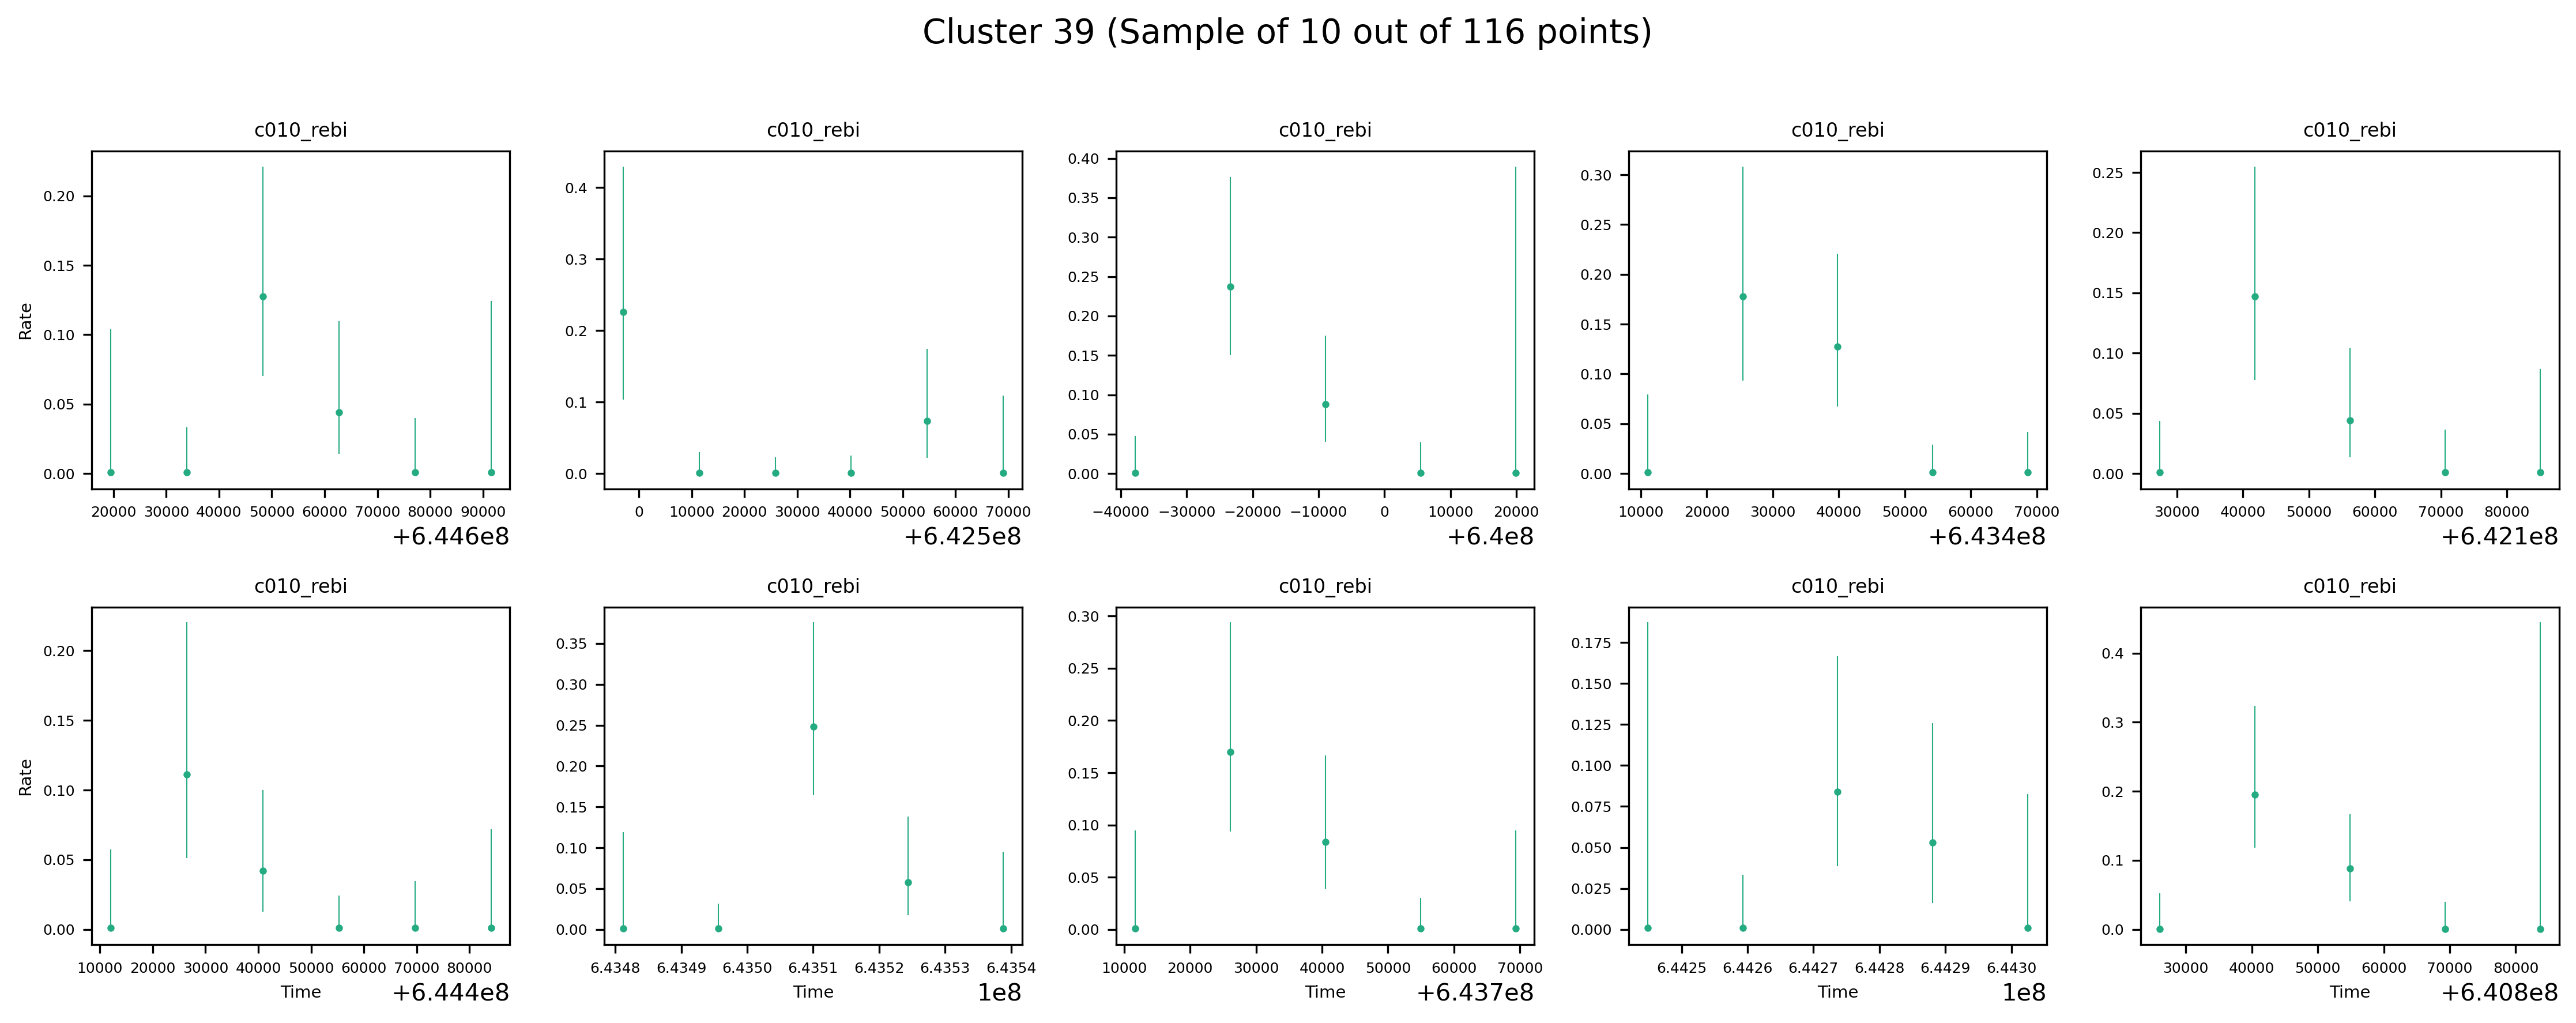 Cluster 39 (Sample of 10 out of 116 points)
c010_rebi c010_rebi c010_rebi c010_rebi c010_rebi
Rate
0.20
0.15
0.10
0.05
0.00
20000 30000 40000 50000 60000 70000 80000 90000
+6.446e8
0.4
0.3
0.2
0.1
0.0
0 10000 20000 30000 40000 50000 60000 70000
+6.425e8
0.40
0.35
0.30
0.25
0.20
0.15
0.10
0.05
0.00
−40000 −30000 −20000 −10000 0 10000 20000
+6.4e8
0.30
0.25
0.20
0.15
0.10
0.05
0.00
10000 20000 30000 40000 50000 60000 70000
+6.434e8
0.25
0.20
0.15
0.10
0.05
0.00
30000 40000 50000 60000 70000 80000
+6.421e8
c010_rebi c010_rebi c010_rebi c010_rebi c010_rebi
Rate
0.20
0.15
0.10
0.05
0.00
10000 20000 30000 40000 50000 60000 70000 80000
Time +6.444e8
0.35
0.30
0.25
0.20
0.15
0.10
0.05
0.00
6.4348 6.4349 6.4350 6.4351 6.4352 6.4353 6.4354
Time 1e8
0.30
0.25
0.20
0.15
0.10
0.05
0.00
10000 20000 30000 40000 50000 60000 70000
Time +6.437e8
0.175
0.150
0.125
0.100
0.075
0.050
0.025
0.000
6.4425 6.4426 6.4427 6.4428 6.4429 6.4430
Time 1e8
0.4
0.3
0.2
0.1
0.0
30000 40000 50000 60000 70000 80000
Time +6.408e8